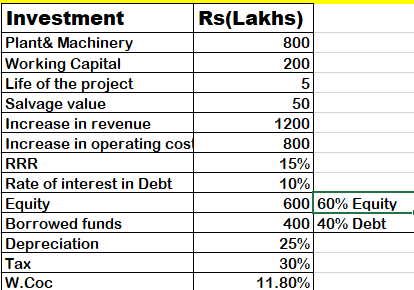 Investment Rs(Lakhs)
Plant& Machinery 800
Working Capital 200
Life of the project 5
Salvage value 50
Increase in revenue 1200
Increase in operating cost 800
RRR 15%
Rate of interest in Debt 10%
Equity 600 60% Equity
Borrowed funds 400 40% Debt
Depreciation 25%
Tax 30%
W.Coc 11.80%